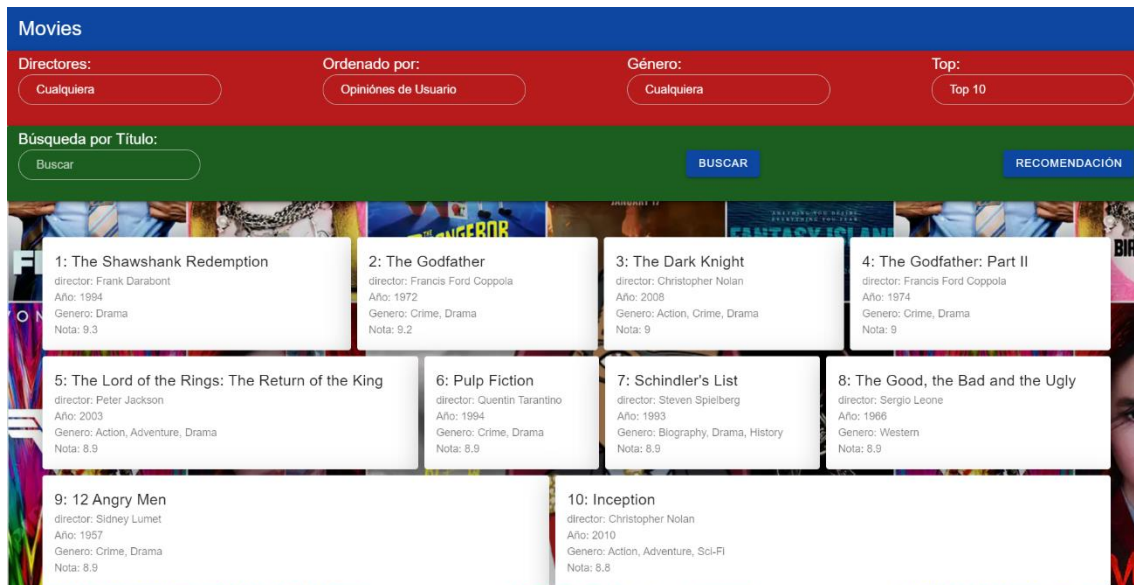 Movies
Directores:
Cualquiera
Ordenado por:
Opiniónes de Usuario
Género:
Cualquiera
Top:
Top 10
Búsqueda por Título:
Buscar
BUSCAR
RECOMENDACIÓN
JANUARY 17
FANTASY ISLAND
1: The Shawshank Redemption
director: Frank Darabont
Año: 1994
Genero: Drama
Nota: 9.3
2: The Godfather
director: Francis Ford Coppola
Año: 1972
Genero: Crime, Drama
Nota: 9.2
3: The Dark Knight
director: Christopher Nolan
Año: 2008
Genero: Action, Crime, Drama
Nota: 9
4: The Godfather: Part II
director: Francis Ford Coppola
Año: 1974
Genero: Crime, Drama
Nota: 9
5: The Lord of the Rings: The Return of the King
director: Peter Jackson
Año: 2003
Genero: Action, Adventure, Drama
Nota: 8.9
6: Pulp Fiction
director: Quentin Tarantino
Año: 1994
Genero: Crime, Drama
Nota: 8.9
7: Schindler's List
director: Steven Spielberg
Año: 1993
Genero: Biography, Drama, History
Nota: 8.9
8: The Good, the Bad and the Ugly
director: Sergio Leone
Año: 1966
Genero: Western
Nota: 8.9
9: 12 Angry Men
director: Sidney Lumet
Año: 1957
Genero: Crime, Drama
Nota: 8.9
10: Inception
director: Christopher Nolan
Año: 2010
Genero: Action, Adventure, Sci-Fi
Nota: 8.8